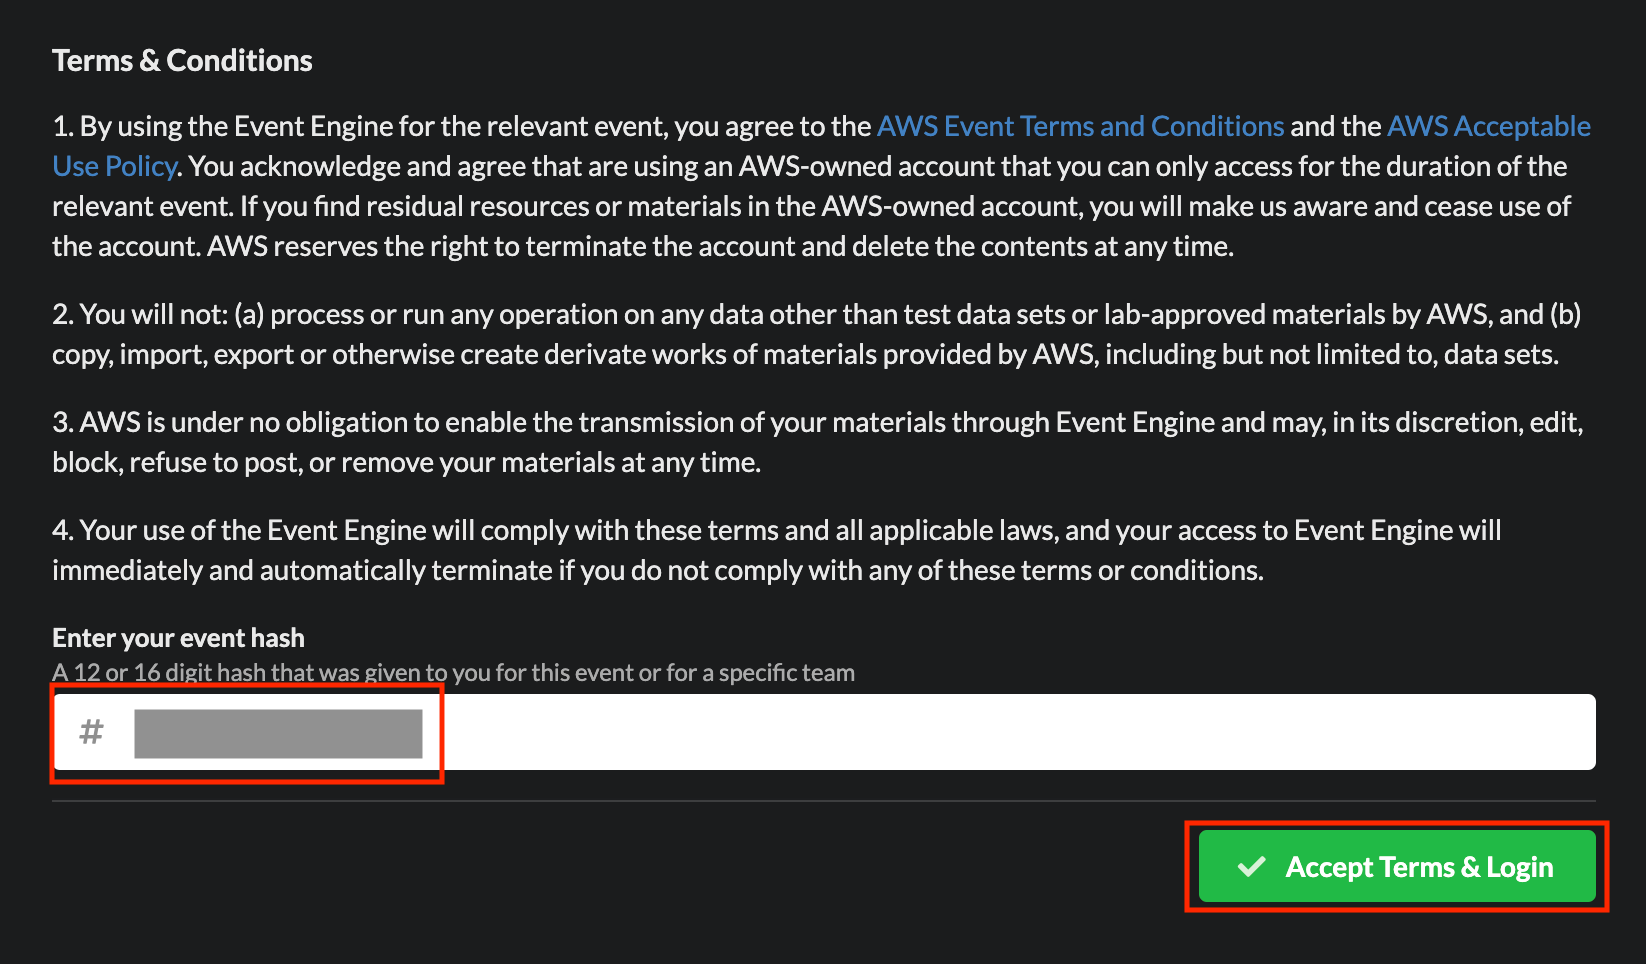 Terms & Conditions
1. By using the Event Engine for the relevant event, you agree to the AWS Event Terms and Conditions and the AWS Acceptable
Use Policy. You acknowledge and agree that are using an AWS-owned account that you can only access for the duration of the
relevant event. If you find residual resources or materials in the AWS-owned account, you will make us aware and cease use of
the account. AWS reserves the right to terminate the account and delete the contents at any time.
2. You will not: (a) process or run any operation on any data other than test data sets or lab-approved materials by AWS, and (b)
copy, import, export or otherwise create derivate works of materials provided by AWS, including but not limited to, data sets.
3. AWS is under no obligation to enable the transmission of your materials through Event Engine and may, in its discretion, edit,
block, refuse to post, or remove your materials at any time.
4. Your use of the Event Engine will comply with these terms and all applicable laws, and your access to Event Engine will
immediately and automatically terminate if you do not comply with any of these terms or conditions.
Enter your event hash
A 12 or 16 digit hash that was given to you for this event or for a specific team
#
Accept Terms & Login